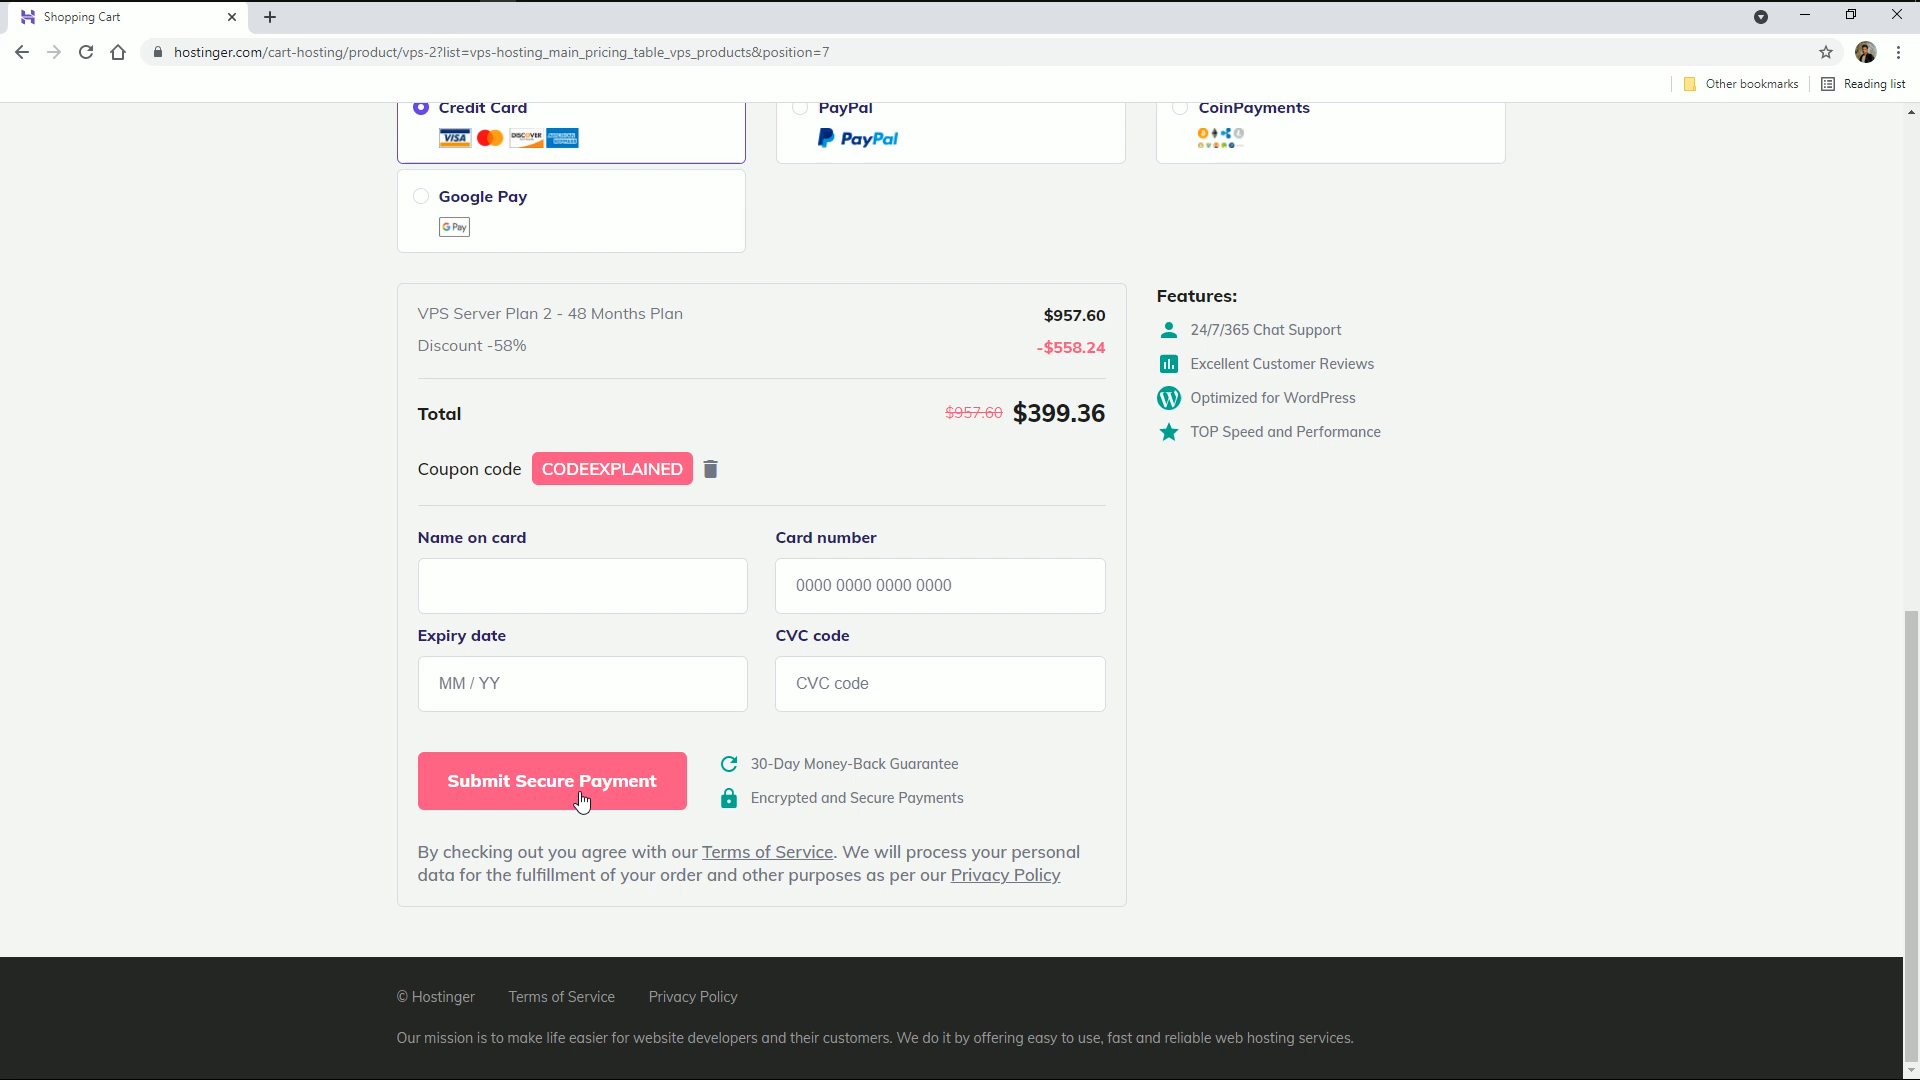 Shopping Cart
hostinger.com/cart-hosting/product/vps-2?list=vps-hosting_main_pricing_table_vps_products&position=7
Other bookmarks
Reading list
Credit Card
PayPal
CoinPayments
VISA
DISCOVER
AMERICAN EXPRESS
PayPal
Google Pay
G Pay
VPS Server Plan 2 - 48 Months Plan
$957.60
Discount -58%
-$558.24
Total
$957.60 $399.36
Coupon code CODEEXPLAINED
Features:
24/7/365 Chat Support
Excellent Customer Reviews
Optimized for WordPress
TOP Speed and Performance
Name on card
Card number
0000 0000 0000 0000
Expiry date
CVC code
MM / YY
CVC code
Submit Secure Payment
30-Day Money-Back Guarantee
Encrypted and Secure Payments
By checking out you agree with our Terms of Service. We will process your personal
data for the fulfillment of your order and other purposes as per our Privacy Policy
© Hostinger
Terms of Service
Privacy Policy
Our mission is to make life easier for website developers and their customers. We do it by offering easy to use, fast and reliable web hosting services.